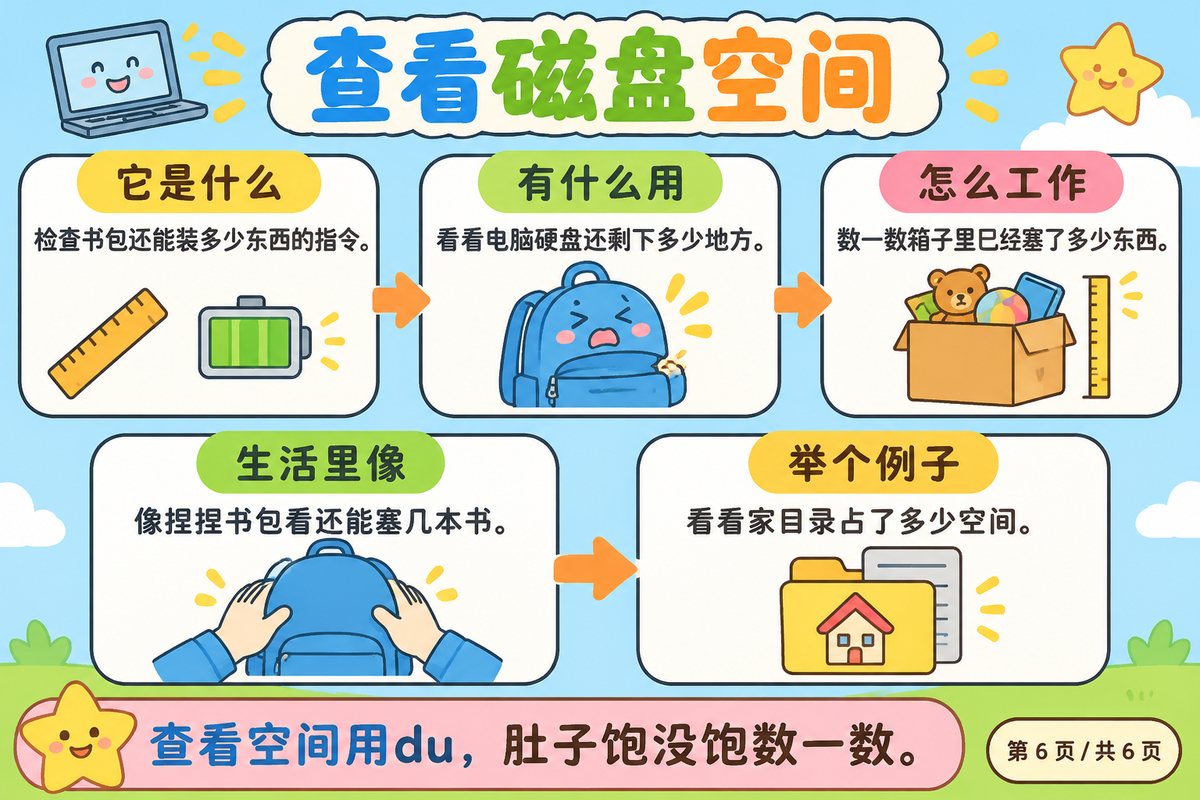 查看磁盘空间
它是什么
检查书包还能装多少东西的指令。
有什么用
看看电脑硬盘还剩下多少地方。
怎么工作
数一数箱子里已经塞了多少东西。
生活里像
像捏捏书包看还能塞几本书。
举个例子
看看家目录占了多少空间。
查看空间用du，肚子饱没饱数一数。
第6页/共6页